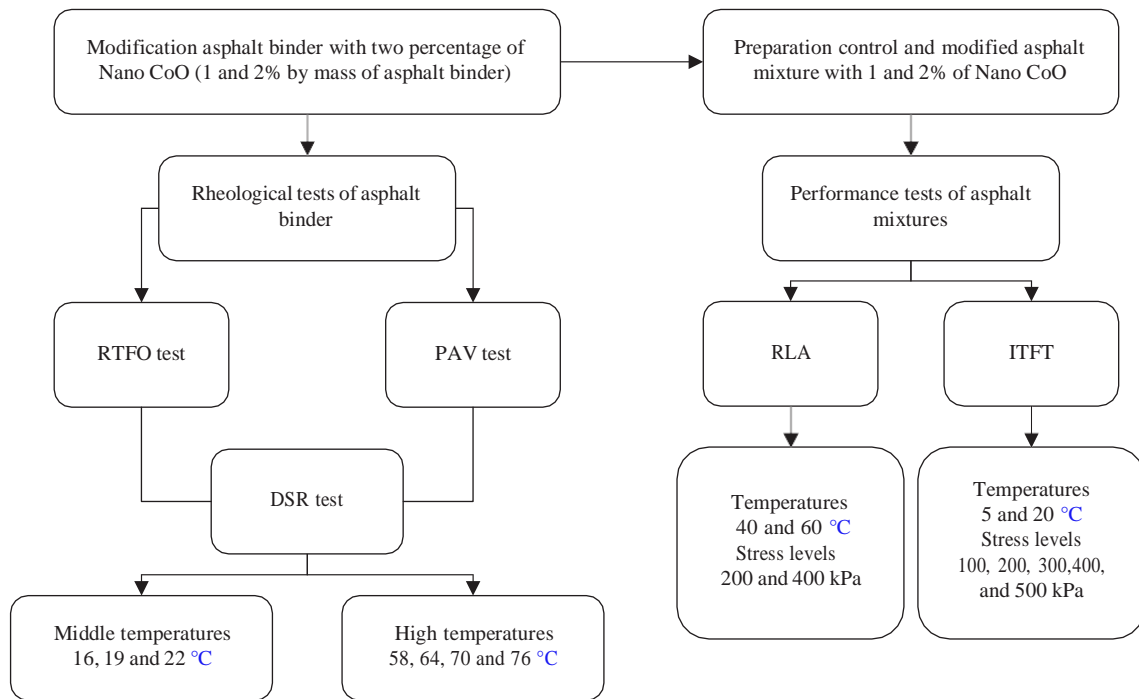 Modification asphalt binder with two percentage of
Nano CoO (1 and 2% by mass of asphalt binder)
Preparation control and modified asphalt
mixture with 1 and 2% of Nano CoO
Rheological tests of asphalt
binder
Performance tests of asphalt
mixtures
RTFO test
PAV test
RLA
ITFT
DSR test
Temperatures
40 and 60 °C
Stress levels
200 and 400 kPa
Temperatures
5 and 20 °C
Stress levels
100, 200, 300,400,
and 500 kPa
Middle temperatures
16, 19 and 22 °C
High temperatures
58, 64, 70 and 76 °C